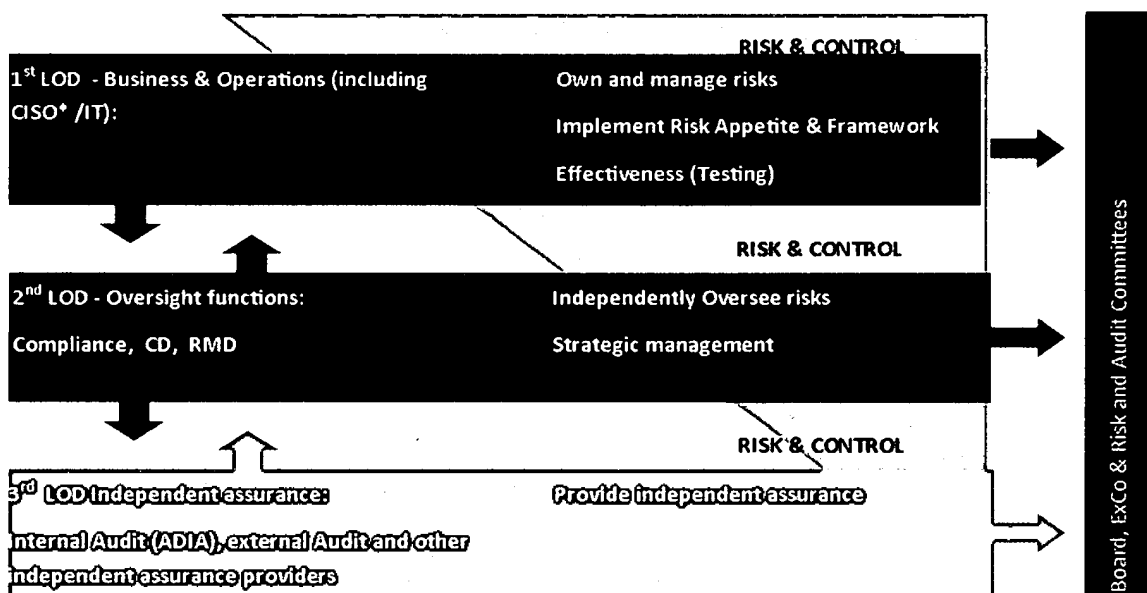 RISK & CONTROL
1st LOD - Business & Operations (including
CISO* /IT):
Own and manage risks
Implement Risk Appetite & Framework
Effectiveness (Testing)
RISK & CONTROL
2nd LOD - Oversight functions:
Compliance, CD, RMD
Independently Oversee risks
Strategic management
RISK & CONTROL
3rd LOD Independent assurance:
Internal Audit (ADIA), external Audit and other
independent assurance providers
Provide independent assurance
Board, ExCo & Risk and Audit Committees